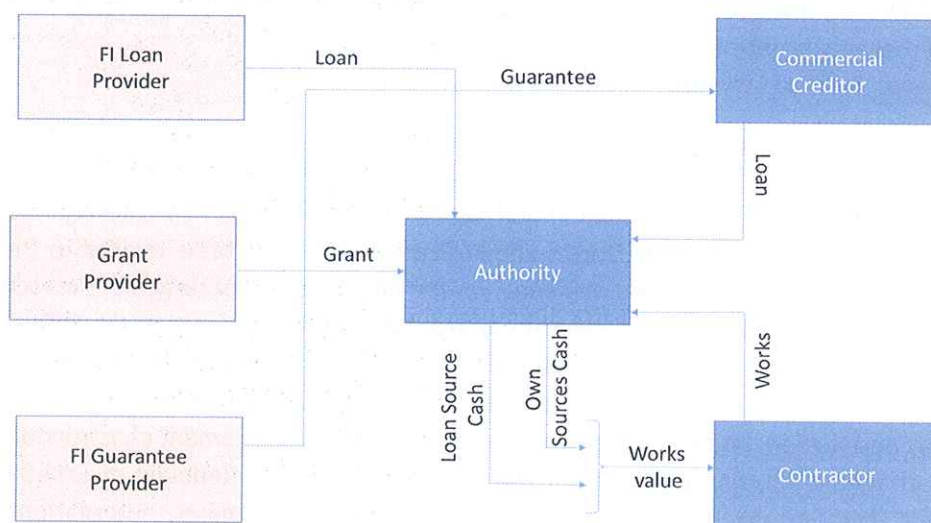 FI Loan
Provider
Loan
Guarantee
Commercial
Creditor
Loan
Grant
Provider
Grant
Authority
Loan Source
Cash
Own
Sources Cash
Works
FI Guarantee
Provider
Works
value
Contractor